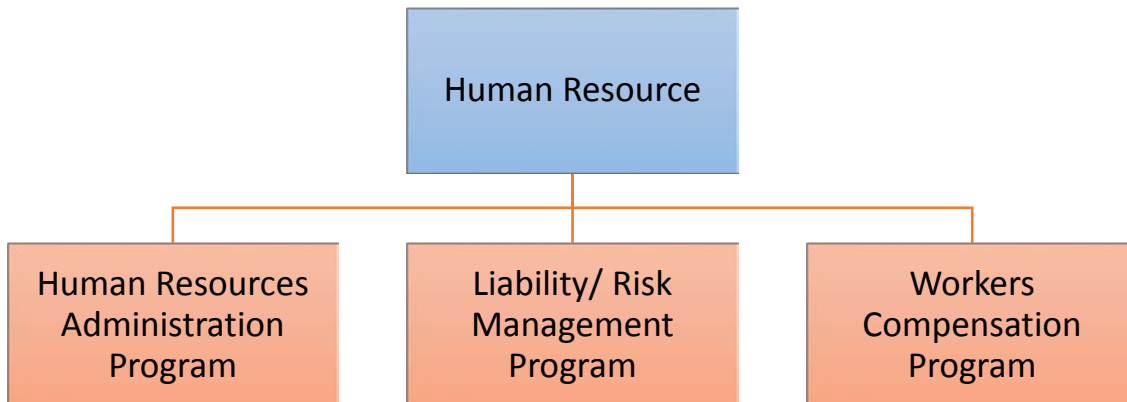 Human Resource
Human Resources
Administration
Program
Liability/ Risk
Management
Program
Workers
Compensation
Program